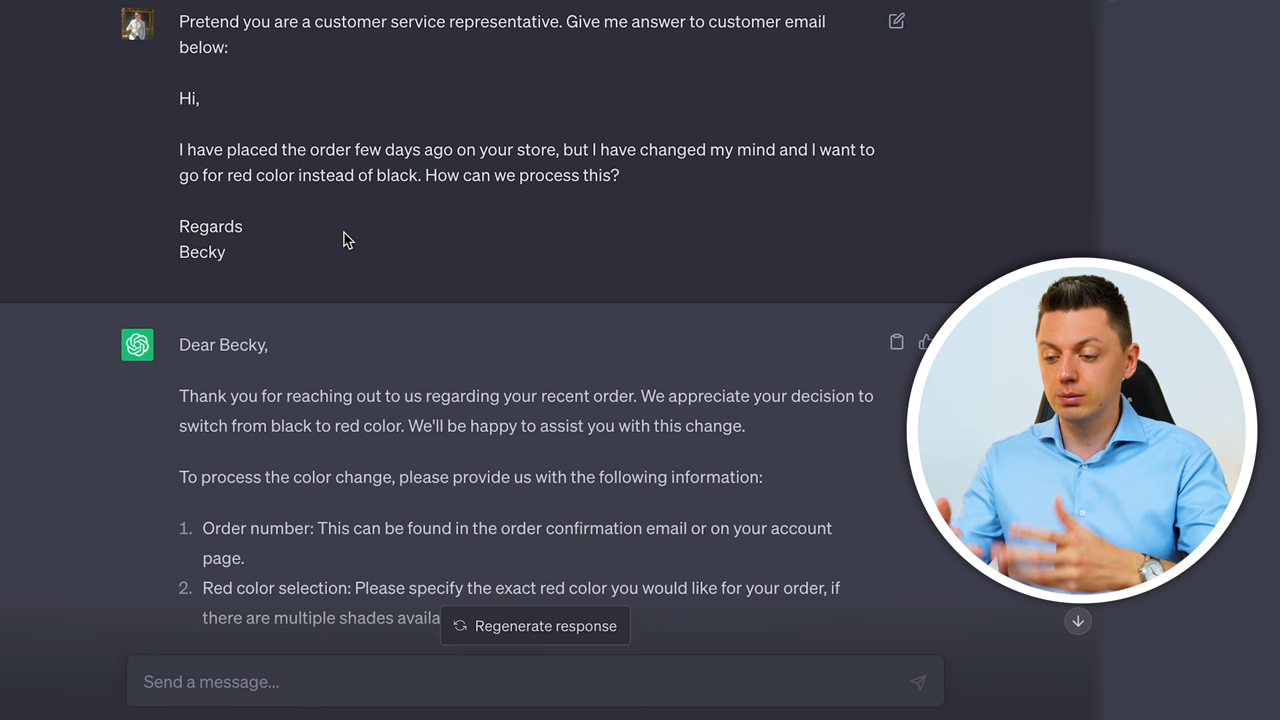 Pretend you are a customer service representative. Give me answer to customer email
below:
Hi,
I have placed the order few days ago on your store, but I have changed my mind and I want to
go for red color instead of black. How can we process this?
Regards
Becky
Dear Becky,
Thank you for reaching out to us regarding your recent order. We appreciate your decision to
switch from black to red color. We'll be happy to assist you with this change.
To process the color change, please provide us with the following information:
1. Order number: This can be found in the order confirmation email or on your account
page.
2. Red color selection: Please specify the exact red color you would like for your order, if
there are multiple shades
Regenerate response
Send a message...